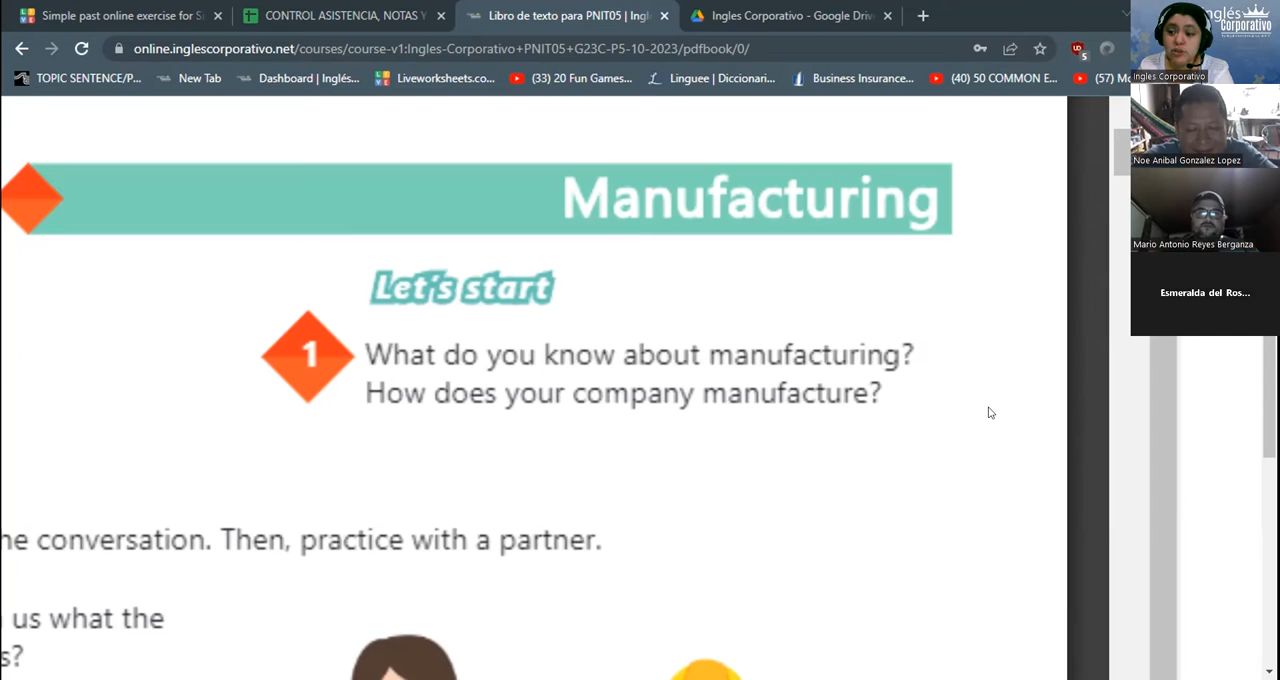 Simple past online exercise for S
CONTROL ASISTENCIA, NOTAS Y
Libro de texto para PNIT05 | Ingl
Ingles Corporativo - Google Driv
online.inglescorporativo.net/courses/course-v1:Ingles-Corporativo+PNIT05+G23C-P5-10-2023/pdfbook/0/
TOPIC SENTENCE/P...
New Tab
Dashboard | Inglés...
Liveworksheets.co...
(33) 20 Fun Games...
Linguee | Diccionari...
Business Insurance...
(40) 50 COMMON E...
(57) M
Inglés
Corporativo
Ingles Corporativo
Noe Anibal Gonzalez Lopez
Mario Antonio Reyes Berganza
Esmeralda del Ros...
Manufacturing
Let's start
1
What do you know about manufacturing?
How does your company manufacture?
he conversation. Then, practice with a partner.
us what the
s?